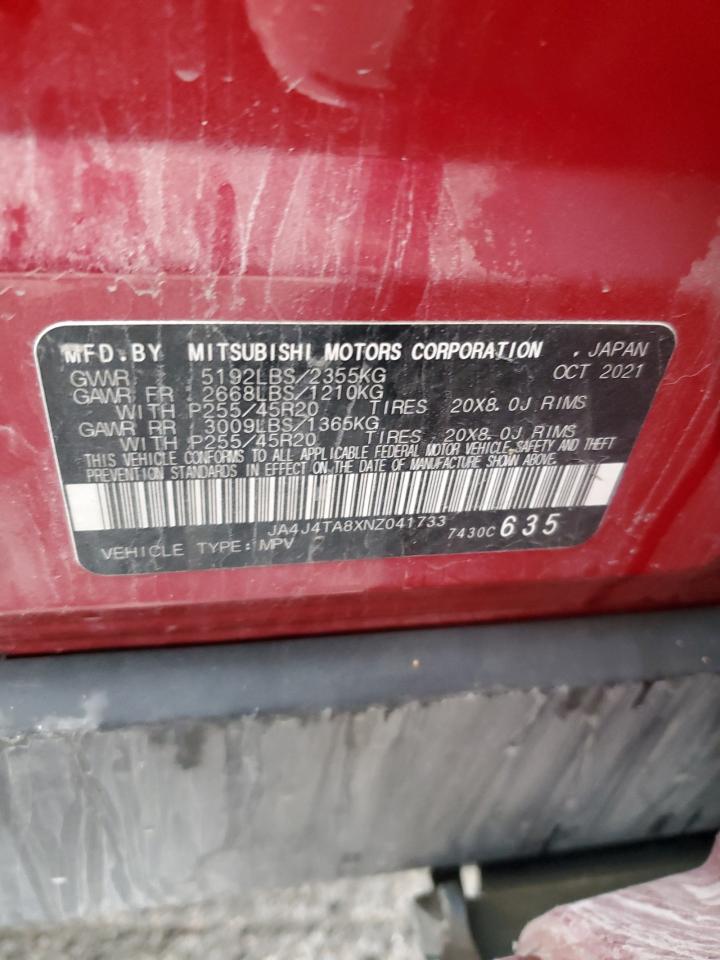 MFD.BY MITSUBISHI MOTORS CORPORATION . JAPAN
GVWR 5192LBS/2355KG OCT 2021
GAWR FR 2668LBS/1210KG
WITH P255/45R20 TIRES 20X8.0J RIMS
GAWR RR 3009LBS/1365KG
WITH P255/45R20 TIRES 20X8.0J RIMS
THIS VEHICLE CONFORMS TO ALL APPLICABLE FEDERAL MOTOR VEHICLE SAFETY AND THEFT
PREVENTION STANDARDS IN EFFECT ON THE DATE OF MANUFACTURE SHOWN ABOVE.
JA4J4TA8XNZ041733
VEHICLE TYPE:MPV 7430C 635